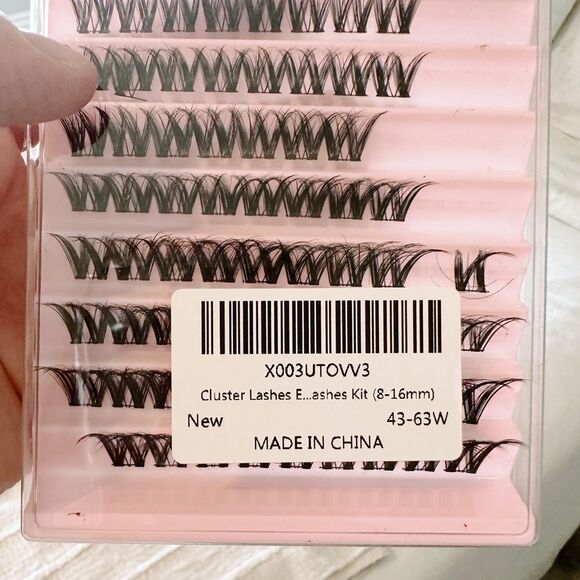 X003UTOVV3
Cluster Lashes E...ashes Kit (8-16mm)
New 43-63W
MADE IN CHINA